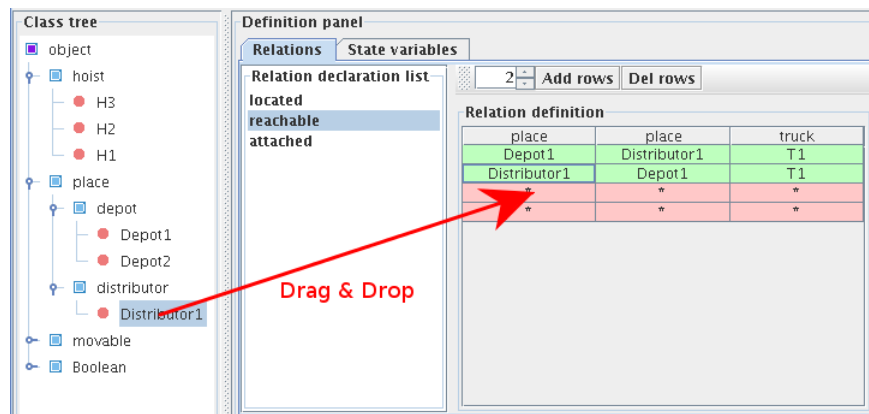 Class tree
object
hoist
H3
H2
H1
place
depot
Depot1
Depot2
distributor
Distributor1
movable
Boolean
Definition panel
Relations State variables
Relation declaration list
located
reachable
attached
2 Add rows Del rows
Relation definition
place place truck
Depot1 Distributor1 T1
Distributor1 Depot1 T1
* * *
* * *
Drag & Drop